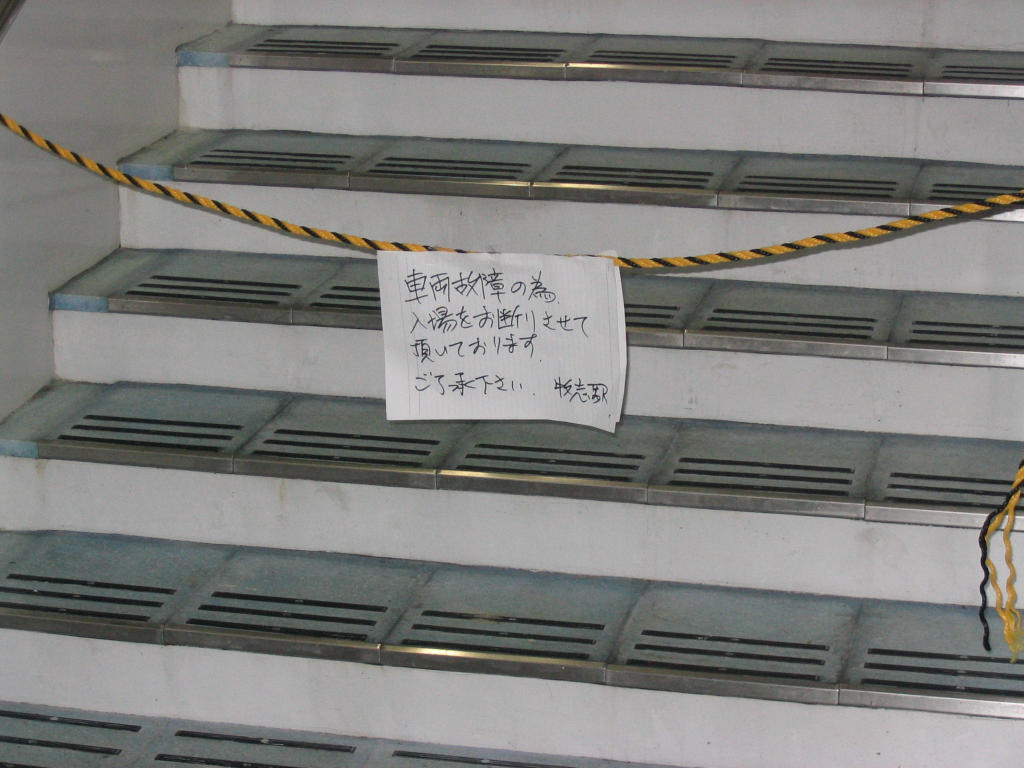 車両故障の為、
入場をお断りさせて
頂いております。
ご了承下さい。 牧志駅